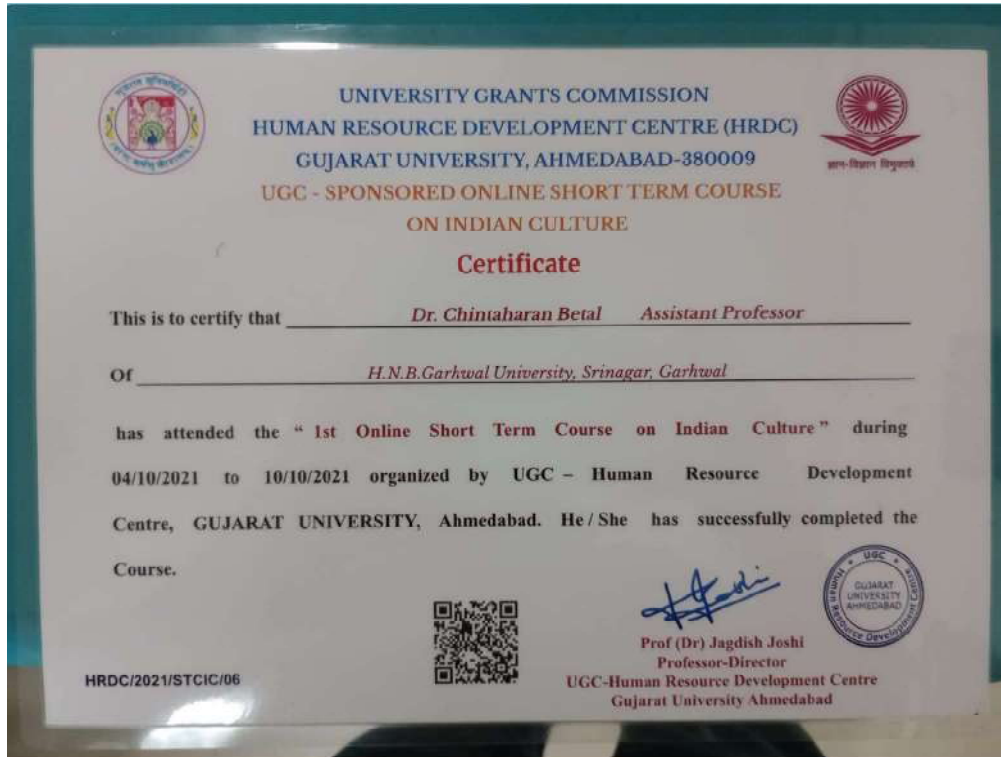 UNIVERSITY GRANTS COMMISSION
HUMAN RESOURCE DEVELOPMENT CENTRE (HRDC)
GUJARAT UNIVERSITY, AHMEDABAD-380009
UGC - SPONSORED ONLINE SHORT TERM COURSE
ON INDIAN CULTURE
ज्ञान-विज्ञान विमुक्तये
Certificate
This is to certify that Dr. Chintaharan Betal Assistant Professor
Of H.N.B.Garhwal University, Srinagar, Garhwal
has attended the “ 1st Online Short Term Course on Indian Culture ” during
04/10/2021 to 10/10/2021 organized by UGC – Human Resource Development
Centre, GUJARAT UNIVERSITY, Ahmedabad. He / She has successfully completed the
Course.
UGC
Human Resource Development Centre
GUJARAT
UNIVERSITY
AHMEDABAD
Prof (Dr) Jagdish Joshi
Professor-Director
UGC-Human Resource Development Centre
Gujarat University Ahmedabad
HRDC/2021/STCIC/06